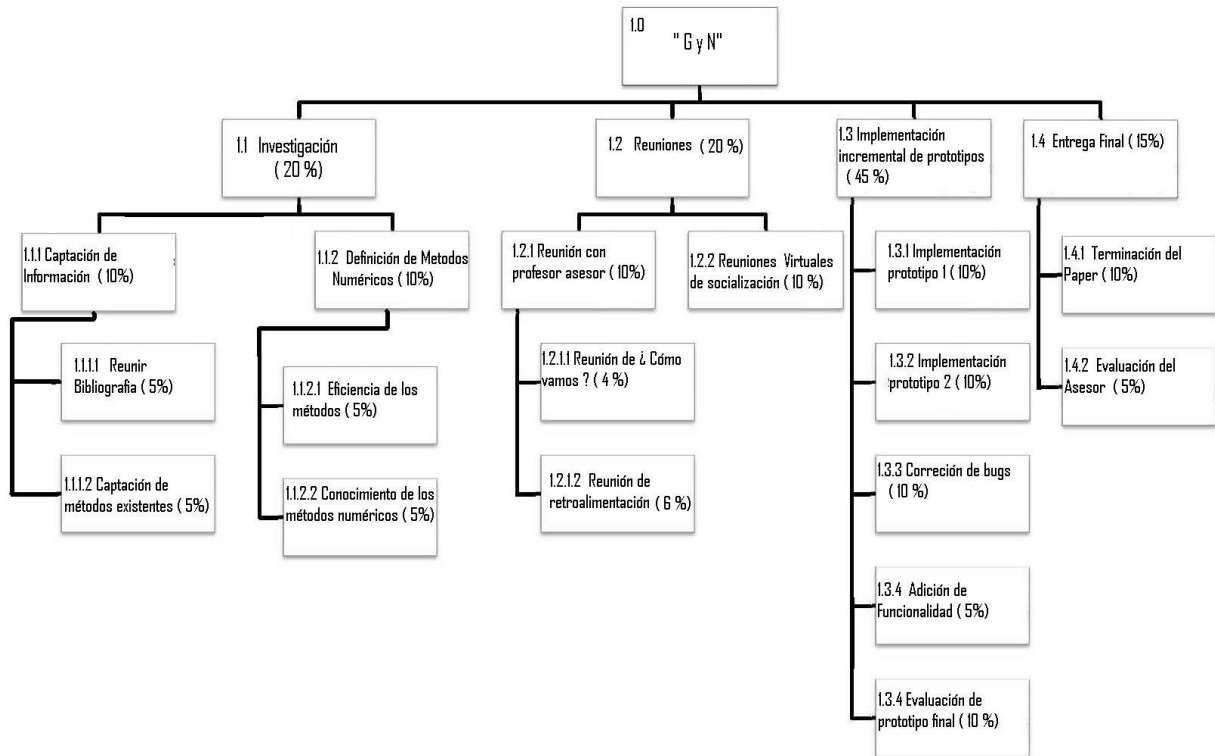 1.0
" G y N"
1.1 Investigación
( 20 %)
1.2 Reuniones ( 20 %)
1.3 Implementación
incremental de prototipos
( 45 %)
1.4 Entrega Final ( 15%)
1.1.1 Captación de
Información ( 10%)
1.1.2 Definición de Metodos
Numéricos ( 10%)
1.2.1 Reunión con
profesor asesor ( 10%)
1.2.2 Reuniones Virtuales
de socialización ( 10 %)
1.3.1 Implementación
prototipo 1 ( 10%)
1.4.1 Terminación del
Paper ( 10%)
1.1.1.1 Reunir
Bibliografia ( 5%)
1.1.2.1 Eficiencia de los
métodos ( 5%)
1.2.1.1 Reunión de ¿ Cómo
vamos ? ( 4 %)
1.3.2 Implementación
prototipo 2 ( 10%)
1.4.2 Evaluación del
Asesor ( 5%)
1.1.1.2 Captación de
métodos existentes ( 5%)
1.1.2.2 Conocimiento de los
métodos numéricos ( 5%)
1.2.1.2 Reunión de
retroalimentación ( 6 %)
1.3.3 Correción de bugs
( 10 %)
1.3.4 Adición de
Funcionalidad ( 5%)
1.3.4 Evaluación de
prototipo final ( 10 %)